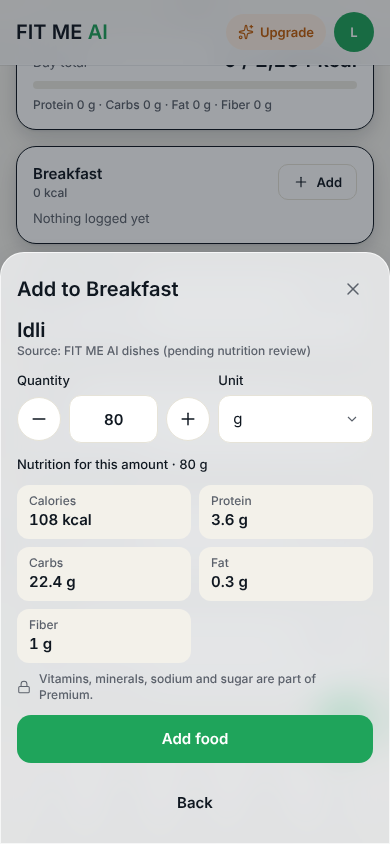 FIT ME AI
Upgrade
L
Day total
Protein 0 g · Carbs 0 g · Fat 0 g · Fiber 0 g
Breakfast
0 kcal
Add
Nothing logged yet
Add to Breakfast
Idli
Source: FIT ME AI dishes (pending nutrition review)
Quantity
Unit
80
g
Nutrition for this amount · 80 g
Calories
108 kcal
Protein
3.6 g
Carbs
22.4 g
Fat
0.3 g
Fiber
1 g
Vitamins, minerals, sodium and sugar are part of
Premium.
Add food
Back